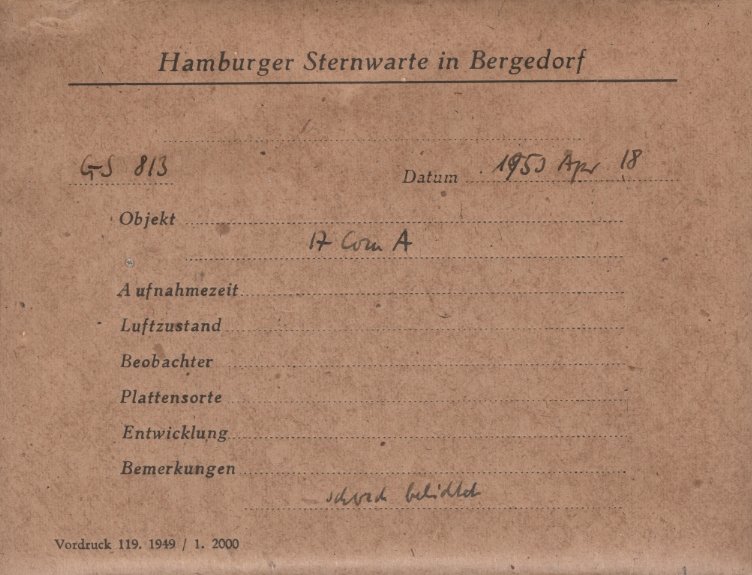 Hamburger Sternwarte in Bergedorf
GS 813 Datum 1953 Apr 18
Objekt
17 Com A
Aufnahmezeit
Luftzustand
Beobachter
Plattensorte
Entwicklung
Bemerkungen
schwach belichtet
Vordruck 119. 1949 / 1. 2000